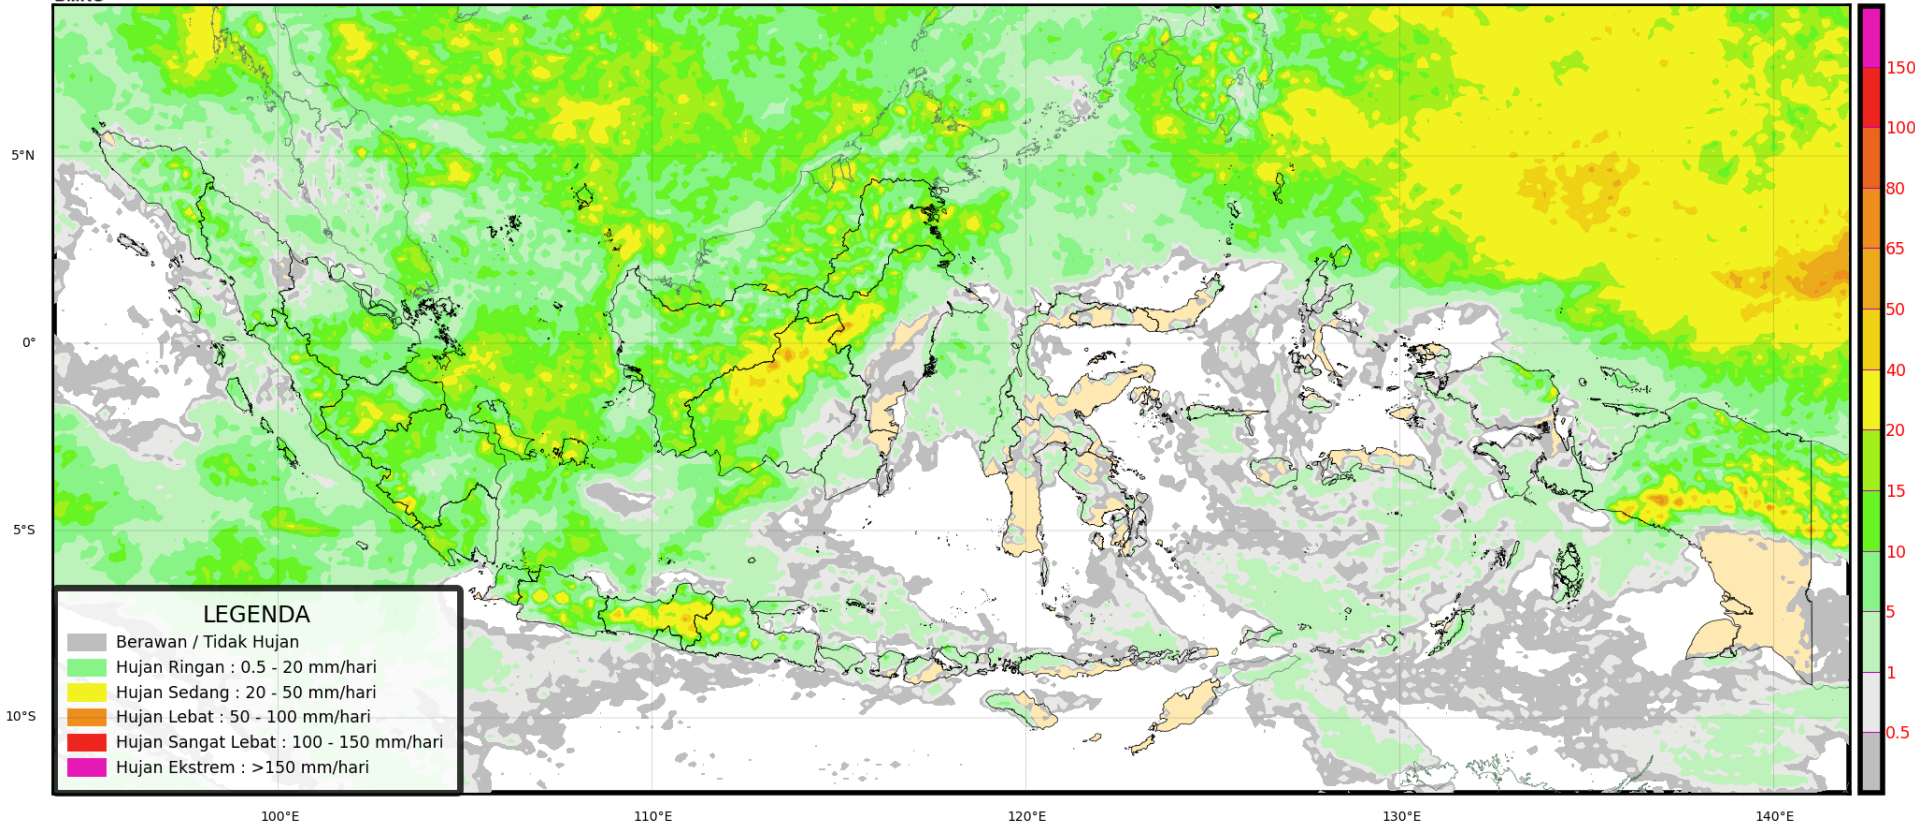 5°N
0°
5°S
10°S
100°E
110°E
120°E
130°E
140°E
LEGENDA
Berawan / Tidak Hujan
Hujan Ringan : 0.5 - 20 mm/hari
Hujan Sedang : 20 - 50 mm/hari
Hujan Lebat : 50 - 100 mm/hari
Hujan Sangat Lebat : 100 - 150 mm/hari
Hujan Ekstrem : >150 mm/hari
150
100
80
65
50
40
20
15
10
5
1
0.5